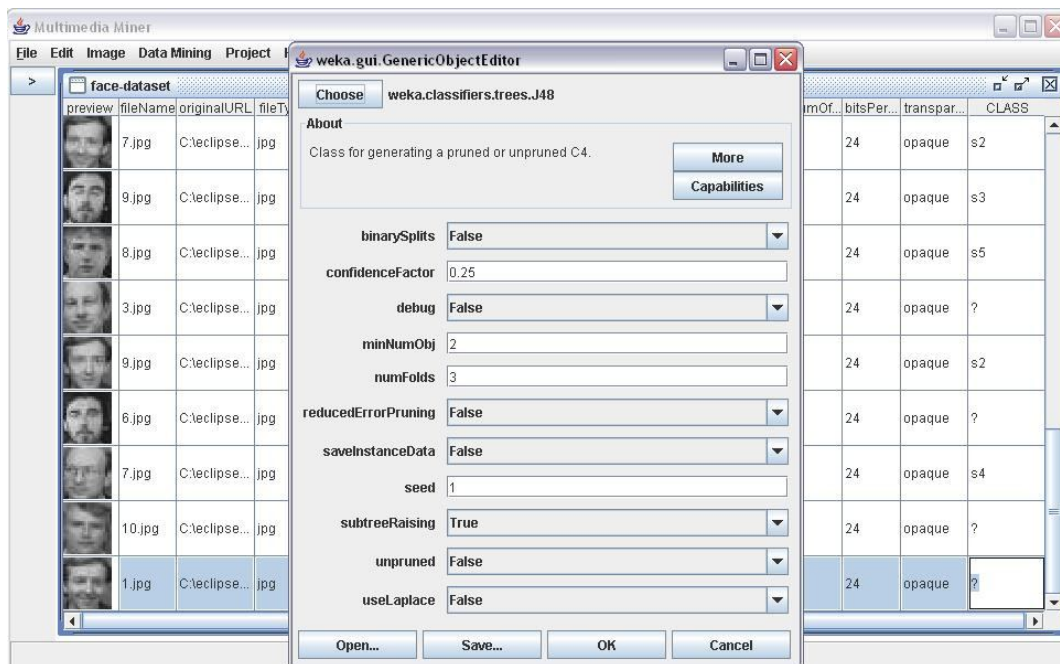 Multimedia Miner
File Edit Image Data Mining Project
>
face-dataset
preview fileName originalURL bitsPer... transpar... CLASS
7.jpg C:\eclipse... jpg 24 opaque s2
9.jpg C:\eclipse... jpg 24 opaque s3
8.jpg C:\eclipse... jpg 24 opaque s5
3.jpg C:\eclipse... jpg 24 opaque ?
9.jpg C:\eclipse... jpg 24 opaque s2
6.jpg C:\eclipse... jpg 24 opaque ?
7.jpg C:\eclipse... jpg 24 opaque s4
10.jpg C:\eclipse... jpg 24 opaque ?
1.jpg C:\eclipse... jpg 24 opaque ?
weka.gui.GenericObjectEditor
Choose weka.classifiers.trees.J48
About
Class for generating a pruned or unpruned C4.
More
Capabilities
binarySplits False
confidenceFactor 0.25
debug False
minNumObj 2
numFolds 3
reducedErrorPruning False
saveInstanceData False
seed 1
subtreeRaising True
unpruned False
useLaplace False
Open... Save... OK Cancel